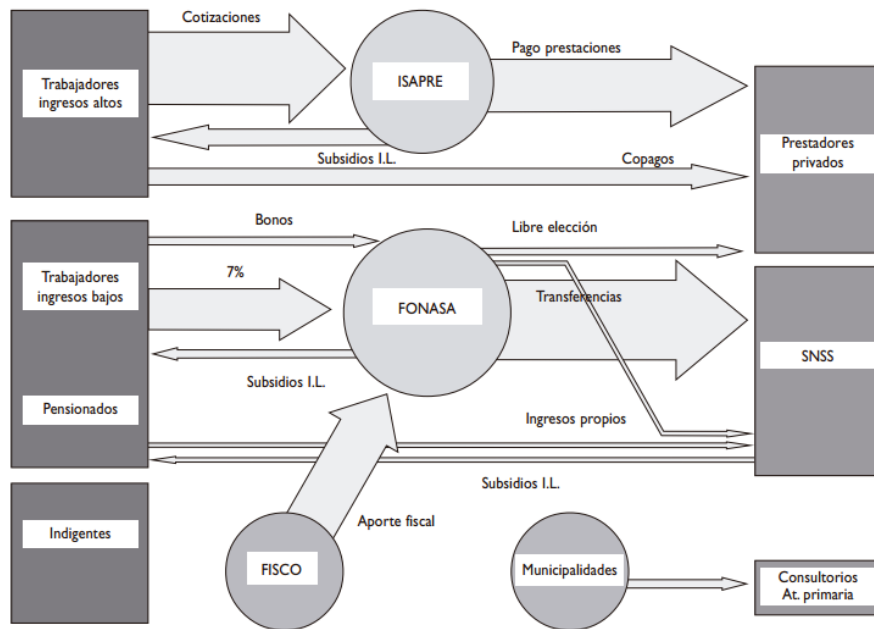 Cotizaciones
Trabajadores
ingresos altos
ISAPRE
Pago prestaciones
Prestadores
privados
Subsidios I.L.
Copagos
Bonos
Libre elección
Trabajadores
ingresos bajos
7%
FONASA
Transferencias
SNSS
Subsidios I.L.
Pensionados
Ingresos propios
Subsidios I.L.
Indigentes
Aporte fiscal
FISCO
Municipalidades
Consultorios
At. primaria